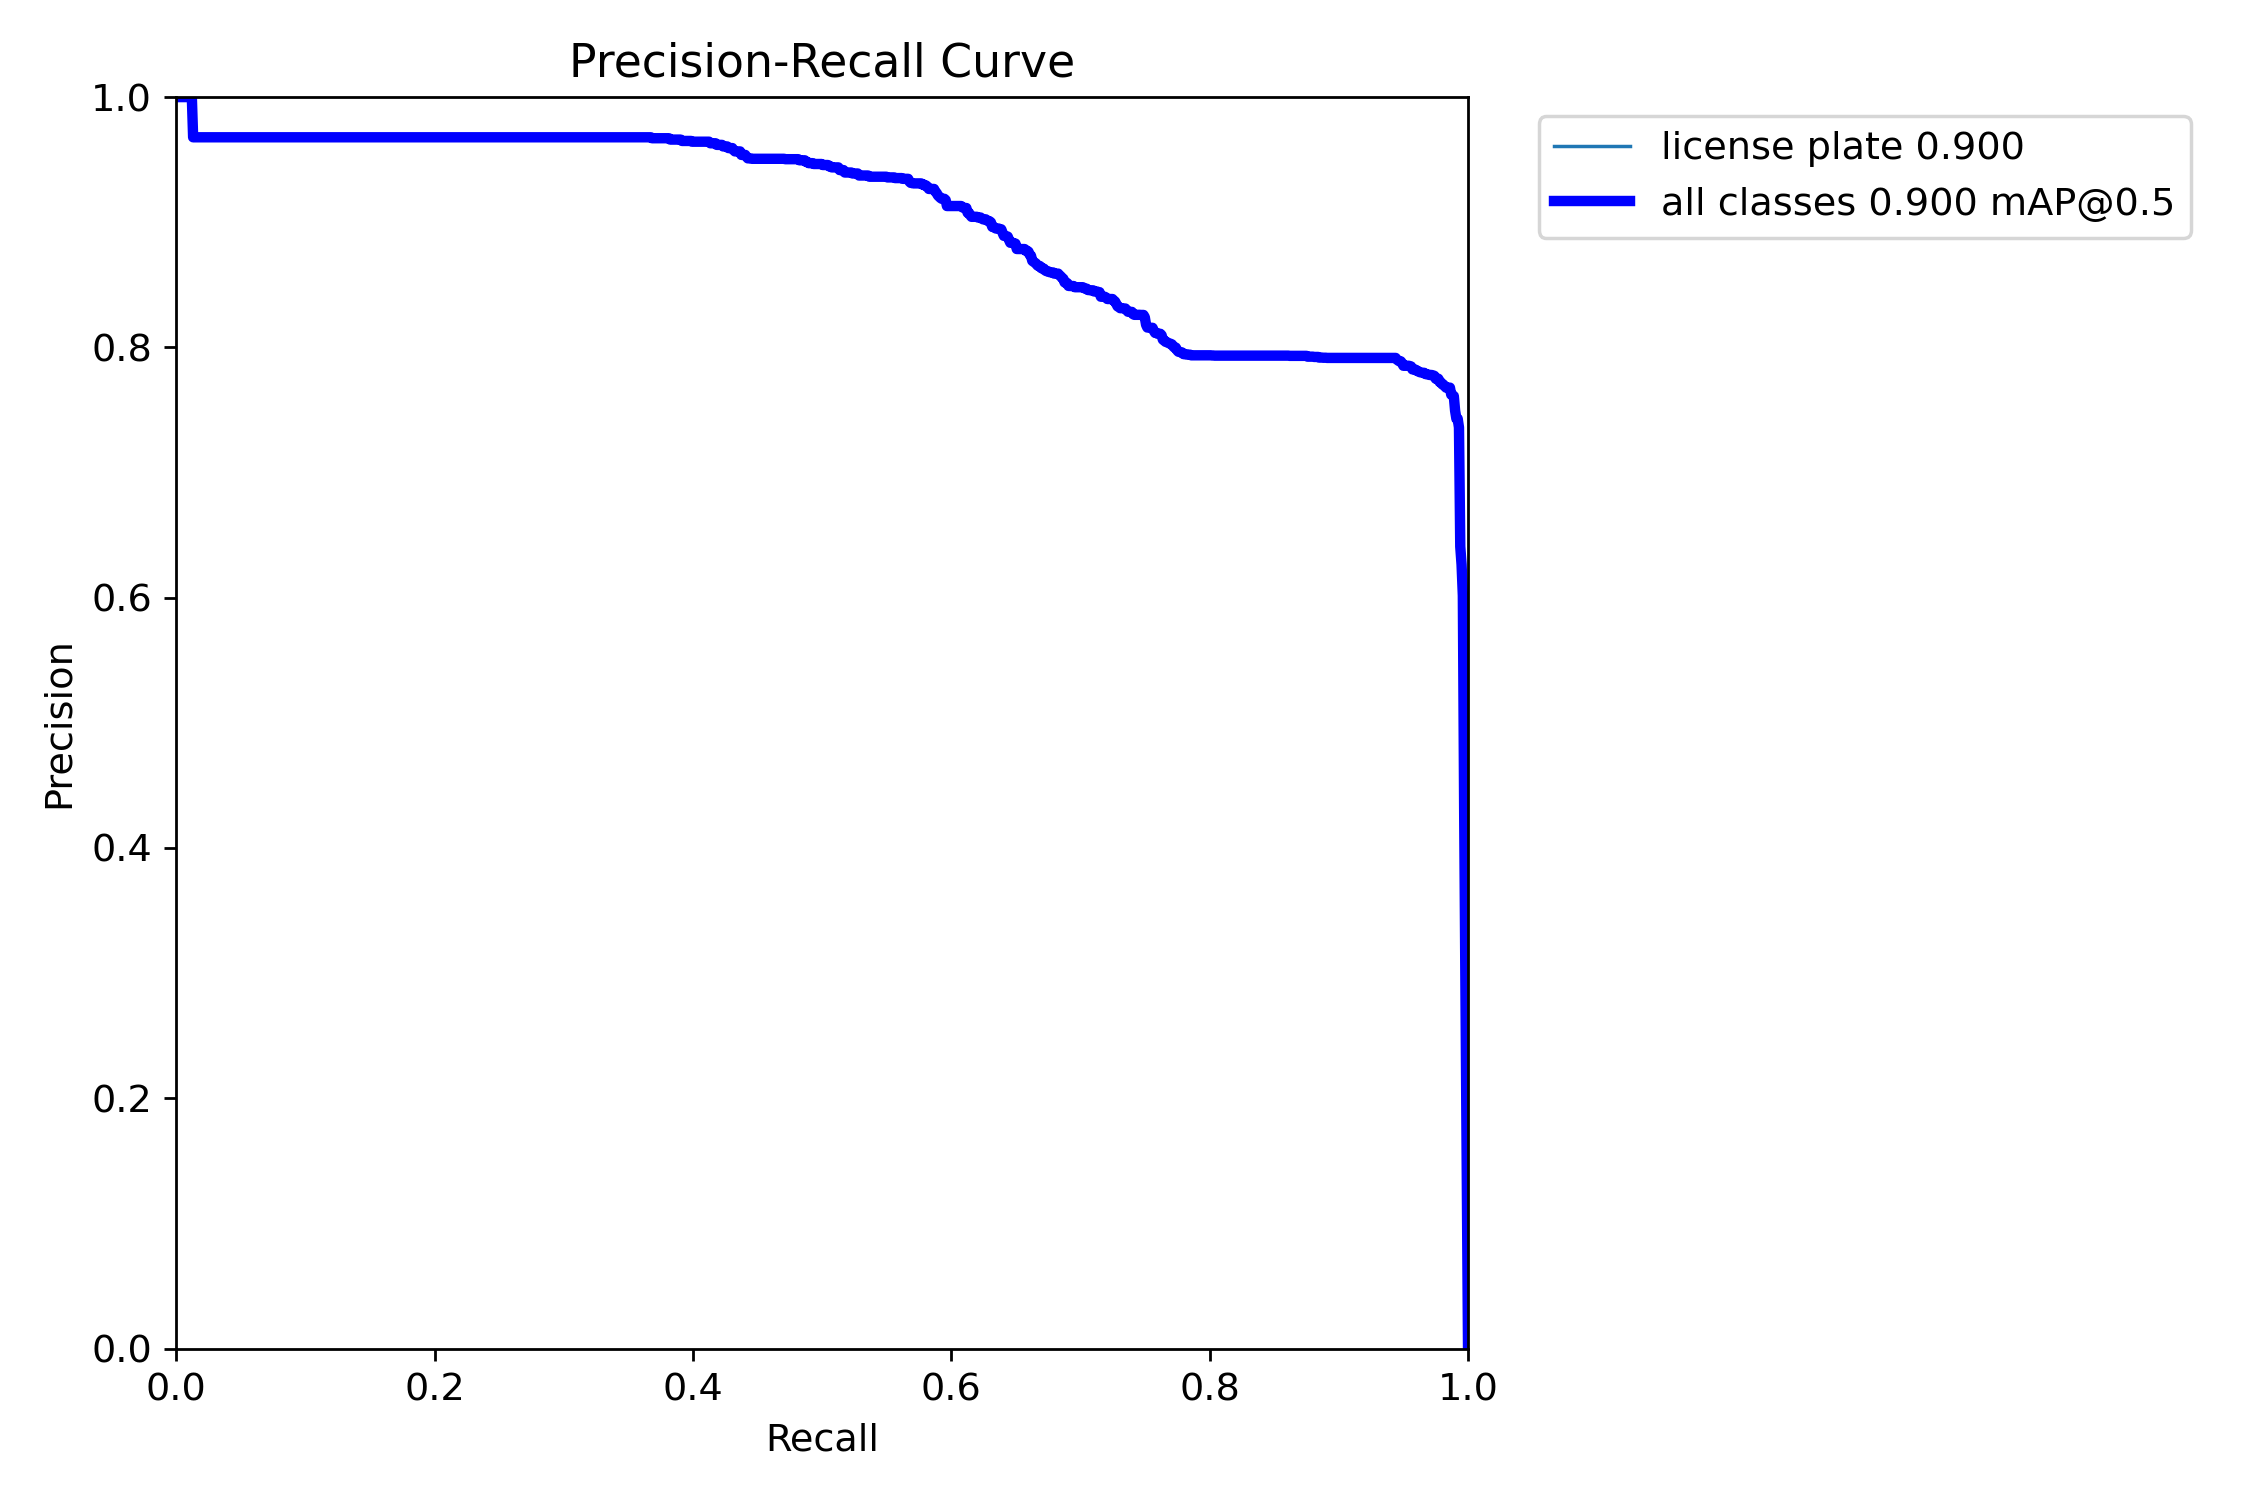 Precision-Recall Curve
1.0
0.8
0.6
0.4
0.2
0.0
Precision
0.0 0.2 0.4 0.6 0.8 1.0
Recall
license plate 0.900
all classes 0.900 mAP@0.5